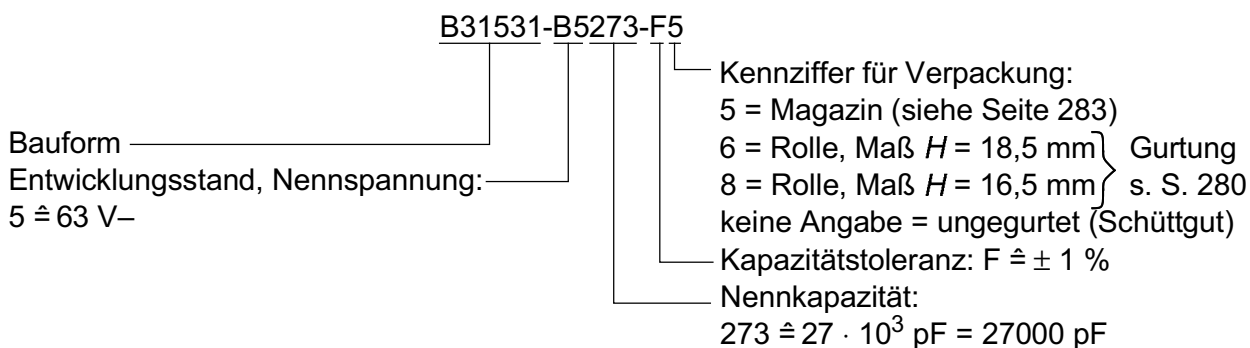 B31531-B5273-F5
Kennziffer für Verpackung:
5 = Magazin (siehe Seite 283)
6 = Rolle, Maß H = 18,5 mm
8 = Rolle, Maß H = 16,5 mm
Gurtung
s. S. 280
keine Angabe = ungegurtet (Schüttgut)
Kapazitätstoleranz: F ≙ ± 1 %
Nennkapazität:
273 ≙ 27 · 10³ pF = 27000 pF
Bauform
Entwicklungsstand, Nennspannung:
5 ≙ 63 V–